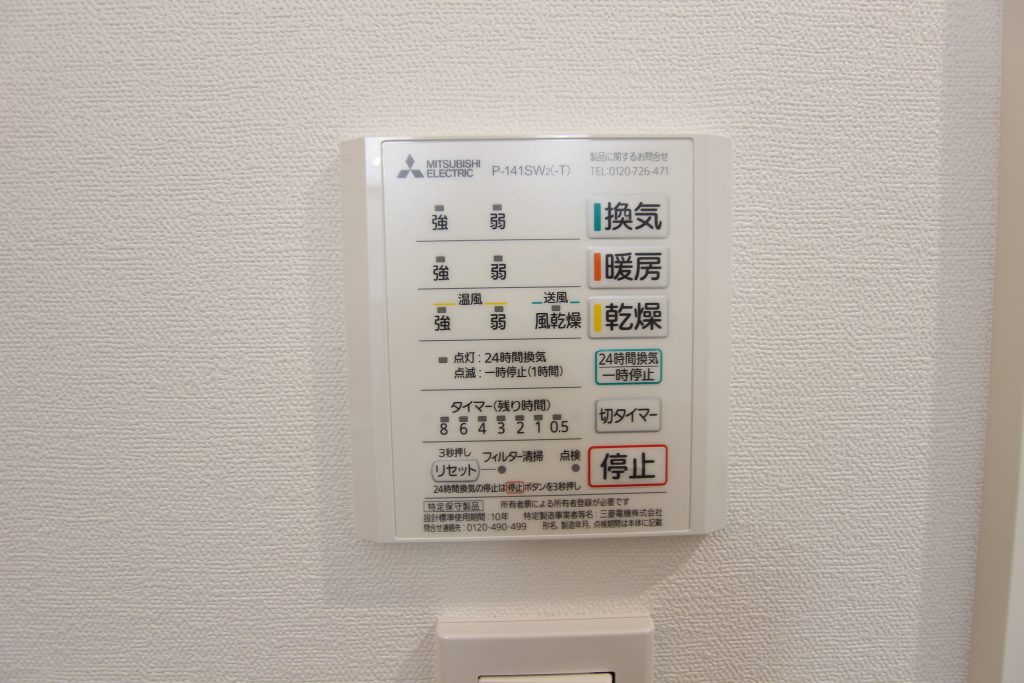 MITSUBISHI
ELECTRIC
P-141SW₂(-T)
製品に関するお問合せ
TEL:0120-726-471
強 弱 換気
強 弱 暖房
温風 送風
強 弱 風乾燥 乾燥
点灯:24時間換気
点滅:一時停止(1時間)
24時間換気
一時停止
タイマー(残り時間)
8 6 4 3 2 1 0.5
切タイマー
3秒押し
リセット フィルター清掃 点検
停止
24時間換気の停止は停止ボタンを3秒押し
特定保守製品 所有者票による所有者登録が必要です
設計標準使用期間:10年 特定製造事業者等名:三菱電機株式会社
問合せ連絡先:0120-490-499 形名、製造年月、点検期間は本体に記載